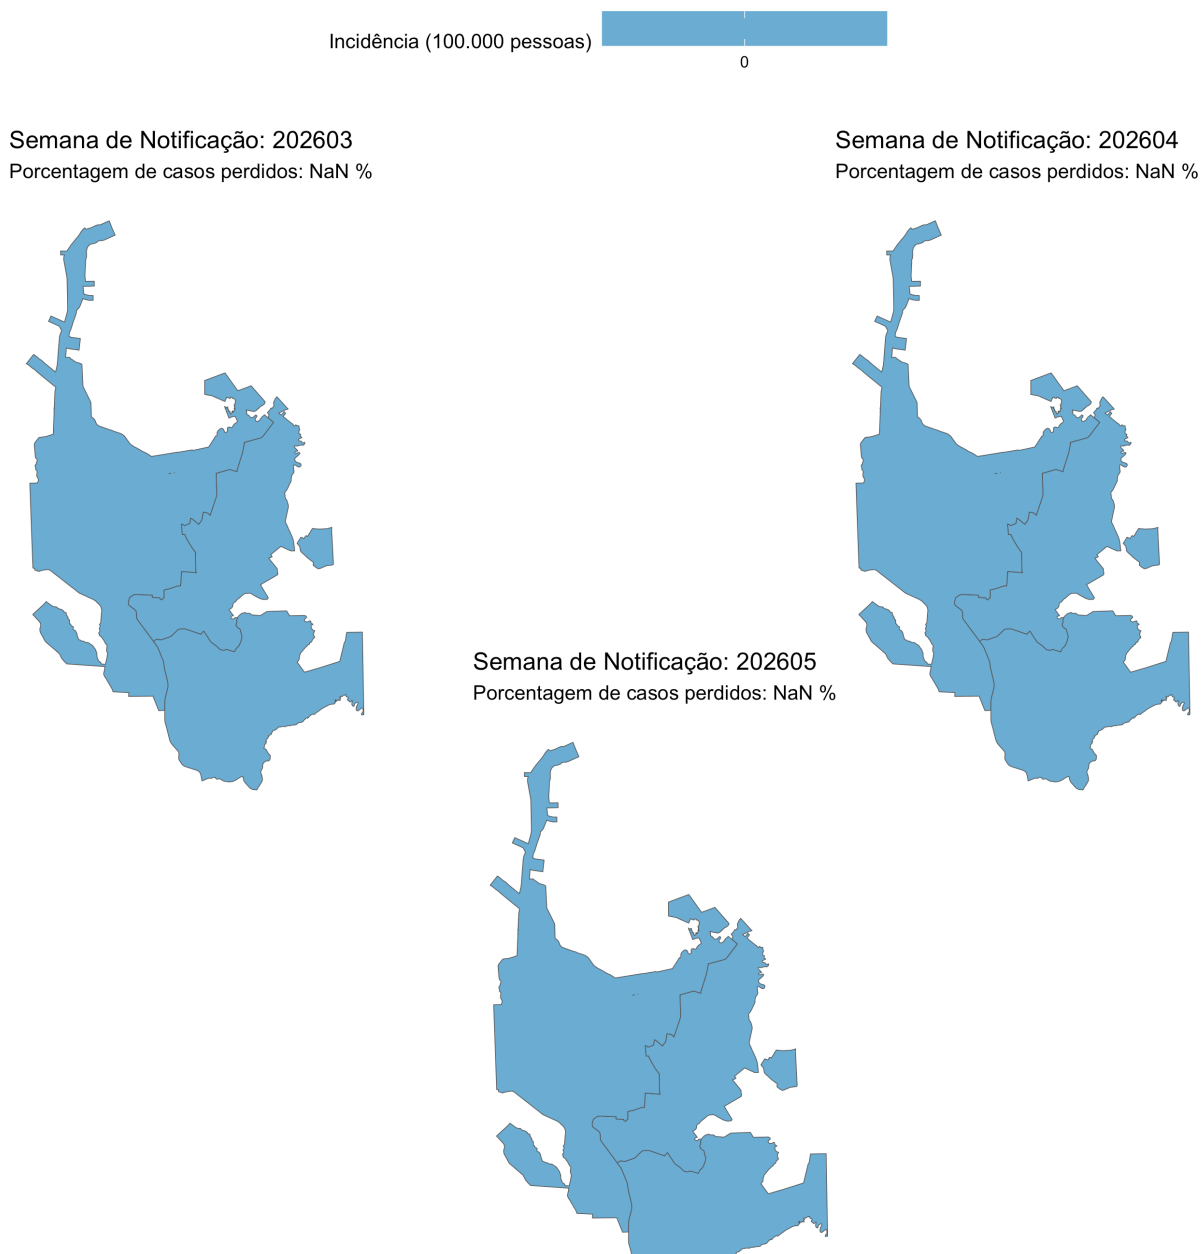 Incidência (100.000 pessoas)
0
Semana de Notificação: 202603
Porcentagem de casos perdidos: NaN %
Semana de Notificação: 202604
Porcentagem de casos perdidos: NaN %
Semana de Notificação: 202605
Porcentagem de casos perdidos: NaN %